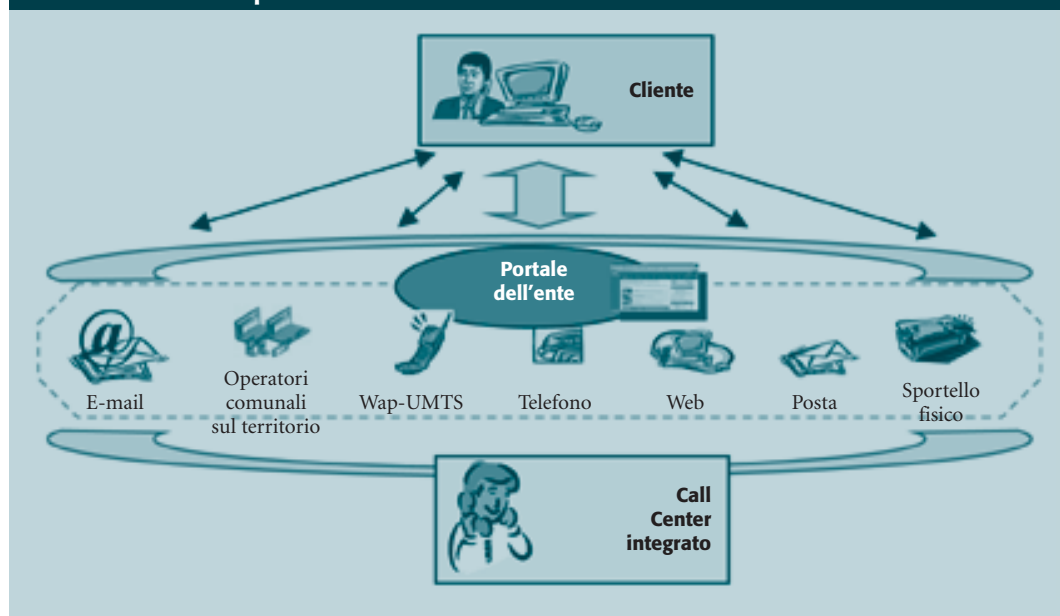 Cliente
Portale
dell'ente
E-mail
Operatori
comunali
sul territorio
Wap-UMTS
Telefono
Web
Posta
Sportello
fisico
Call
Center
integrato